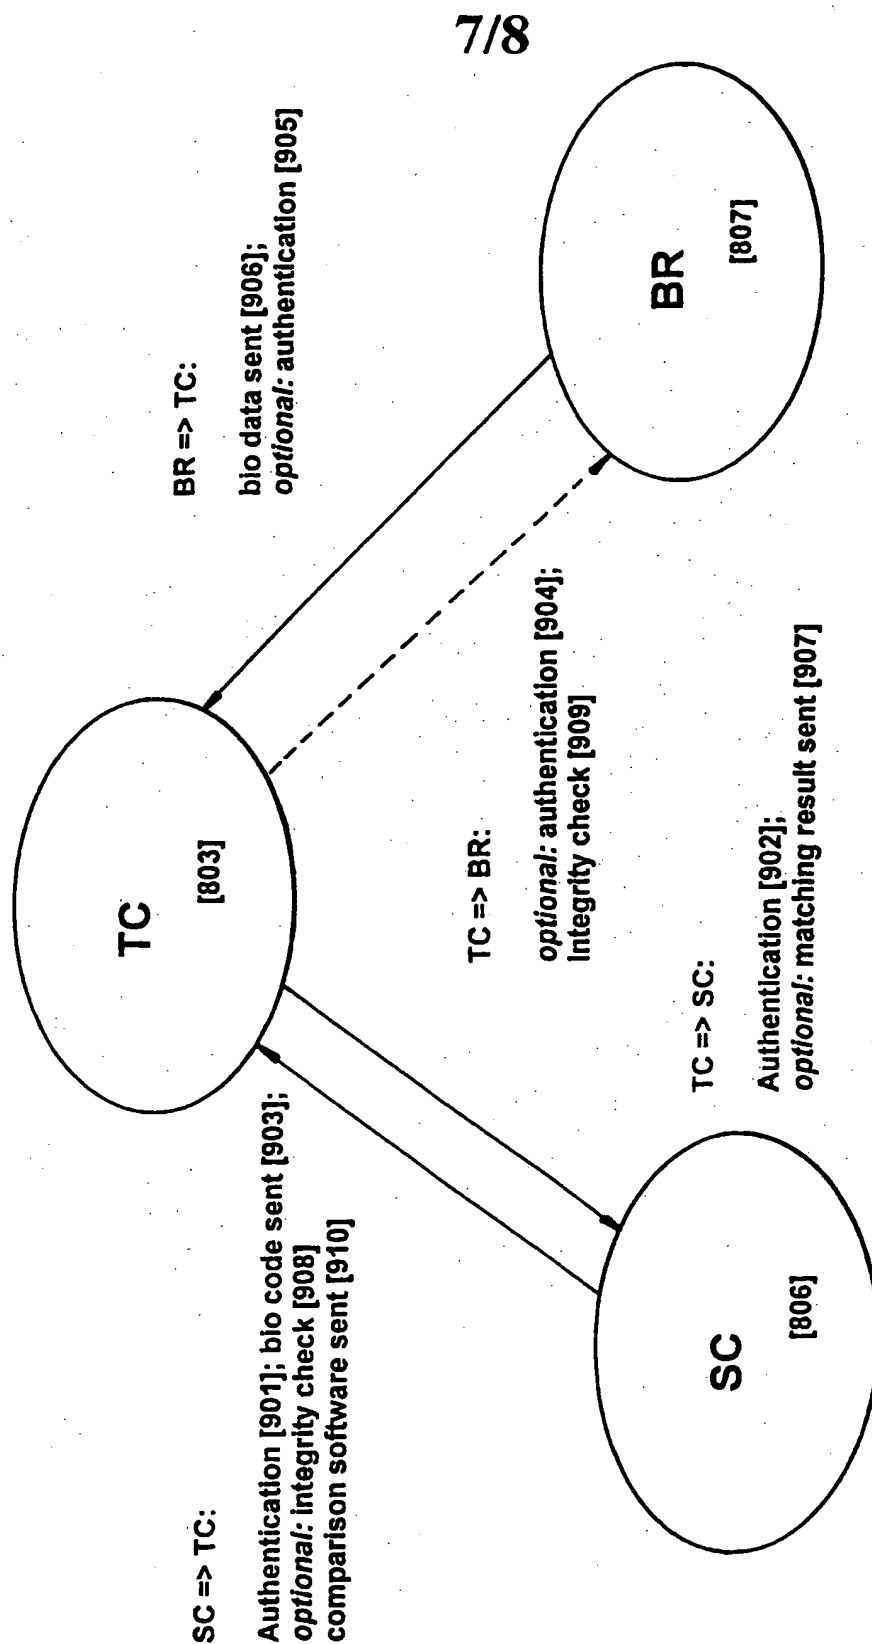 7/8
BR => TC:
bio data sent [906];
optional: authentication [905]
TC
[803]
BR
[807]
TC => BR:
optional: authentication [904];
Integrity check [909]
SC => TC:
Authentication [901]; bio code sent [903];
optional: integrity check [908]
comparison software sent [910]
TC => SC:
Authentication [902];
optional: matching result sent [907]
SC
[806]